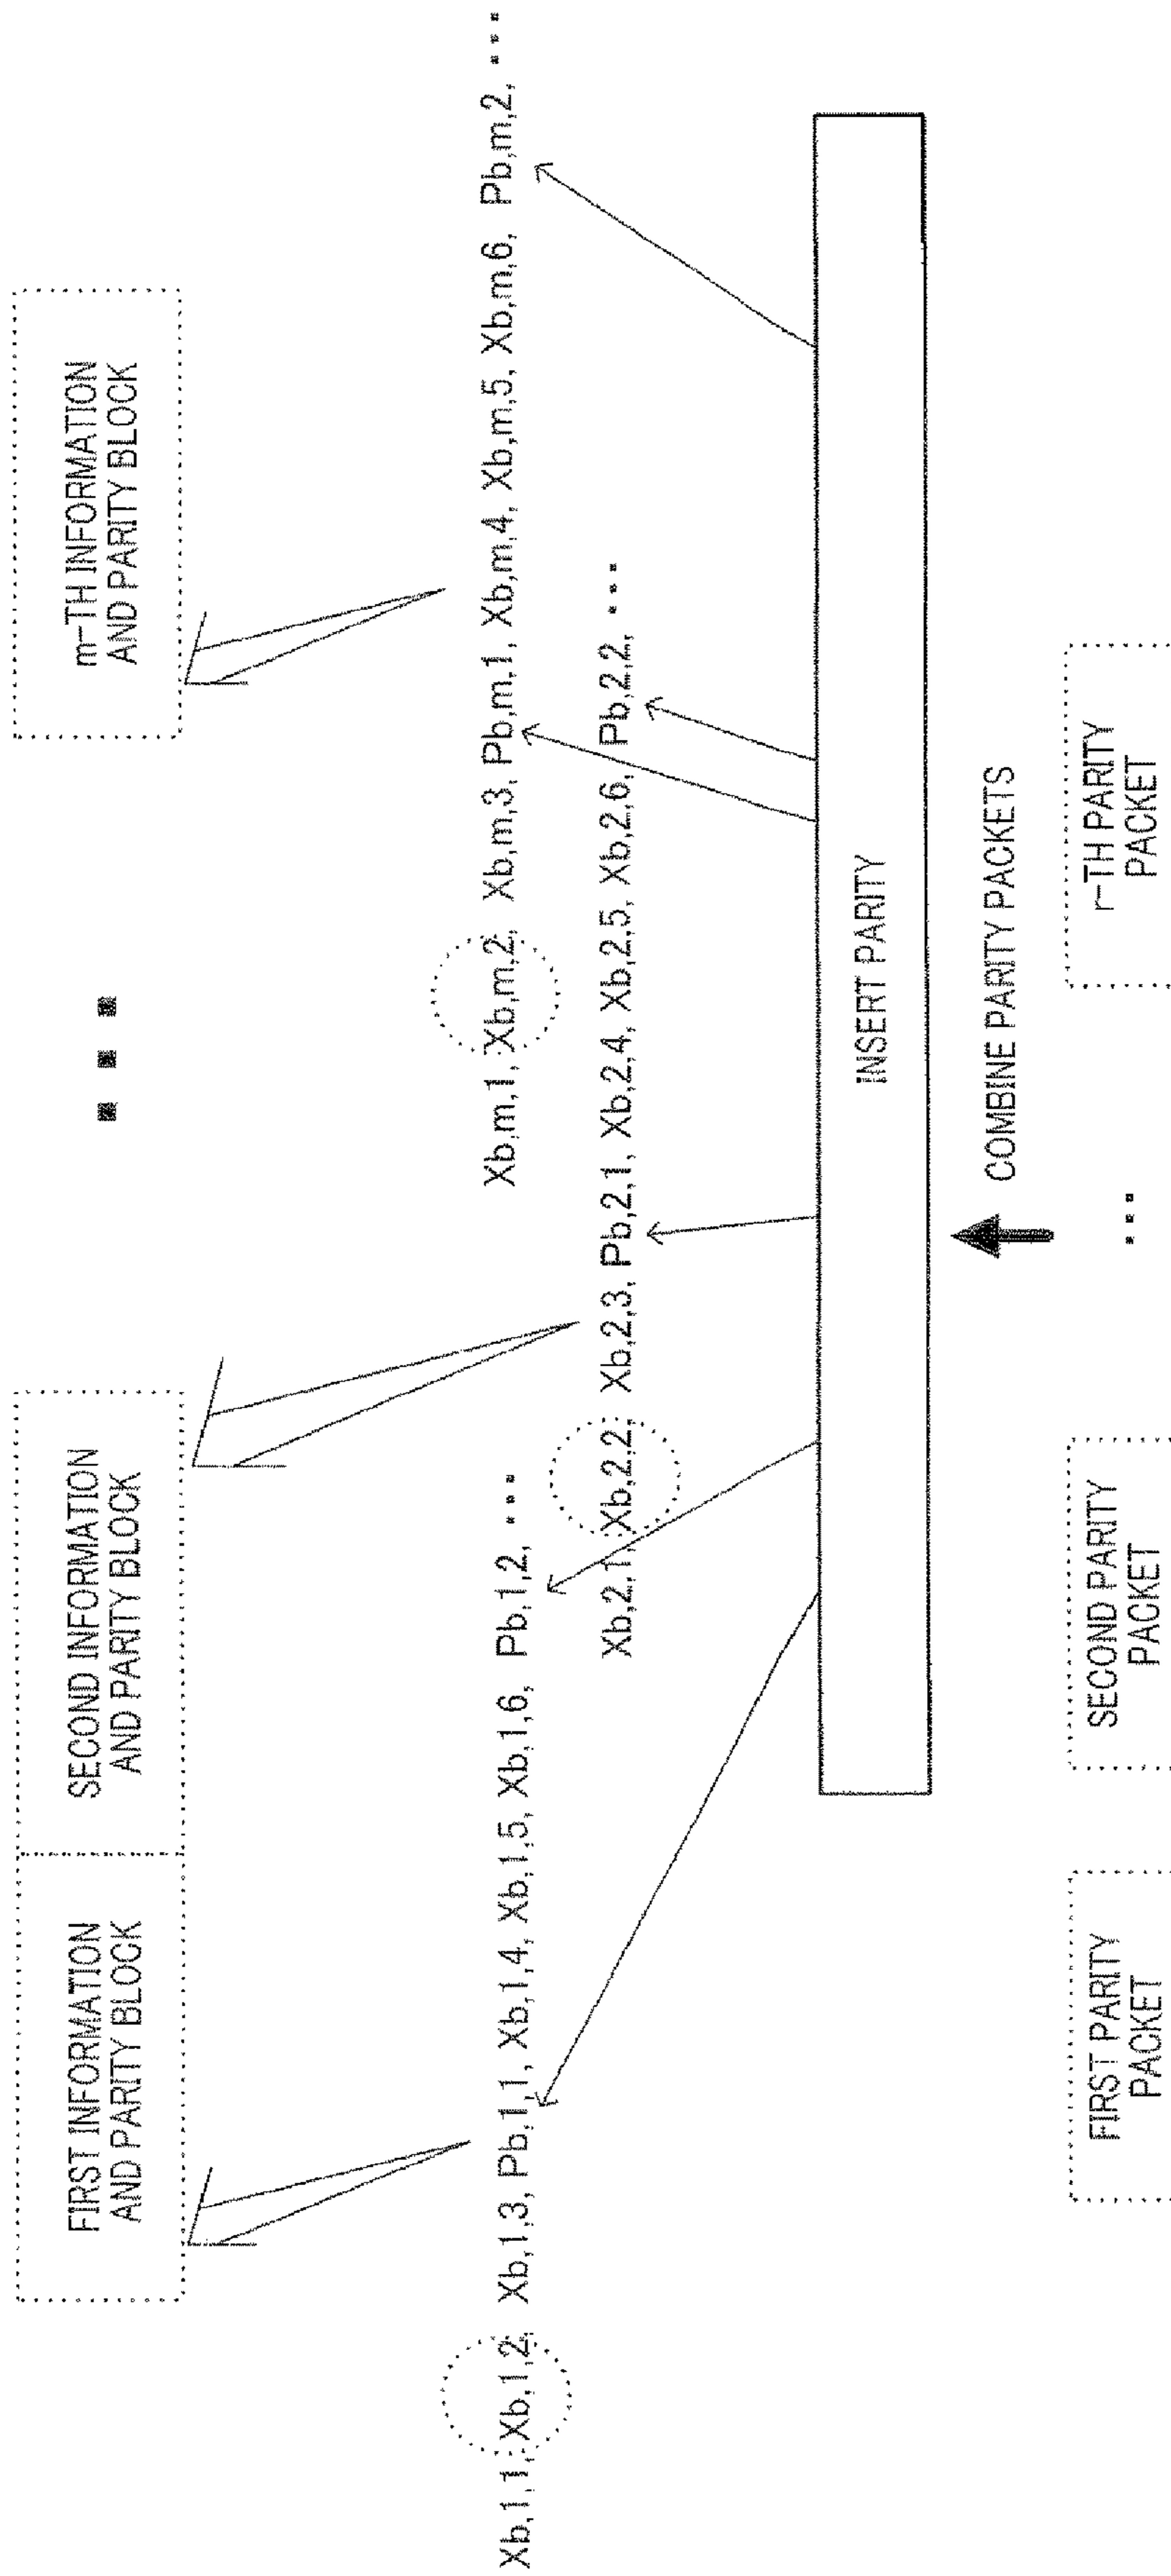 FIRST INFORMATION
AND PARITY BLOCK
SECOND INFORMATION
AND PARITY BLOCK
...
m-TH INFORMATION
AND PARITY BLOCK
Xb,1,1, Xb,1,2, Xb,1,3, Pb,1,1, Xb,1,4, Xb,1,5, Xb,1,6, Pb,1,2, ...
Xb,m,1, Xb,m,2, Xb,m,3, Pb,m,1, Xb,m,4, Xb,m,5, Xb,m,6, Pb,m,2, ...
Xb,2,1, Xb,2,2, Xb,2,3, Pb,2,1, Xb,2,4, Xb,2,5, Xb,2,6, Pb,2,2, ...
INSERT PARITY
COMBINE PARITY PACKETS
FIRST PARITY
PACKET
SECOND PARITY
PACKET
...
r-TH PARITY
PACKET